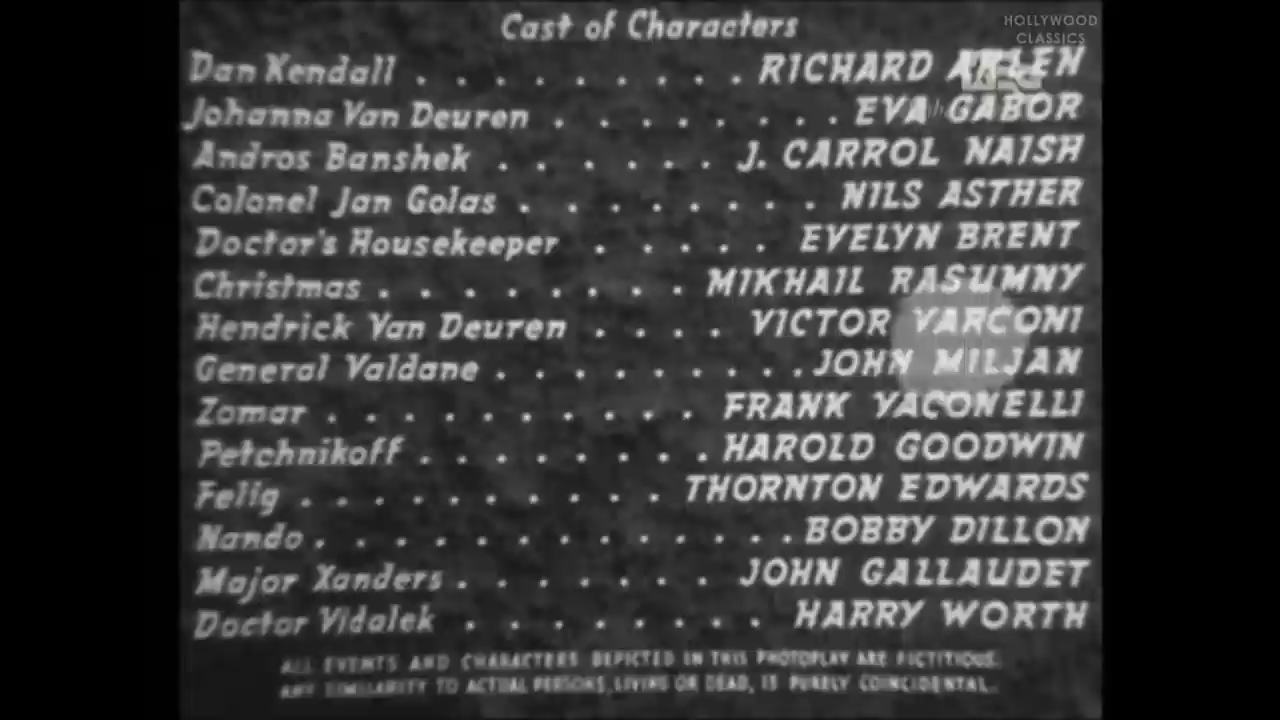 HOLLYWOOD
CLASSICS
Cast of Characters
Dan Kendall . . . . . . . . . RICHARD ARLEN
Johanna Van Deuren . . . . . . . EVA GABOR
Andros Banshek . . . . . . J. CARROL NAISH
Colonel Jan Golas . . . . . . . NILS ASTHER
Doctor's Housekeeper . . . . . EVELYN BRENT
Christmas . . . . . . . . MIKHAIL RASUMNY
Hendrick Van Deuren . . . . VICTOR VARCONI
General Valdane . . . . . . . . JOHN MILJAN
Zomar . . . . . . . . . FRANK YACONELLI
Petchnikoff . . . . . . . . HAROLD GOODWIN
Felig . . . . . . . . . THORNTON EDWARDS
Nando . . . . . . . . . . . . BOBBY DILLON
Major Xanders . . . . . . . JOHN GALLAUDET
Doctor Vidalek . . . . . . . . HARRY WORTH
ALL EVENTS AND CHARACTERS DEPICTED IN THIS PHOTOPLAY ARE FICTITIOUS.
ANY SIMILARITY TO ACTUAL PERSONS, LIVING OR DEAD, IS PURELY COINCIDENTAL.